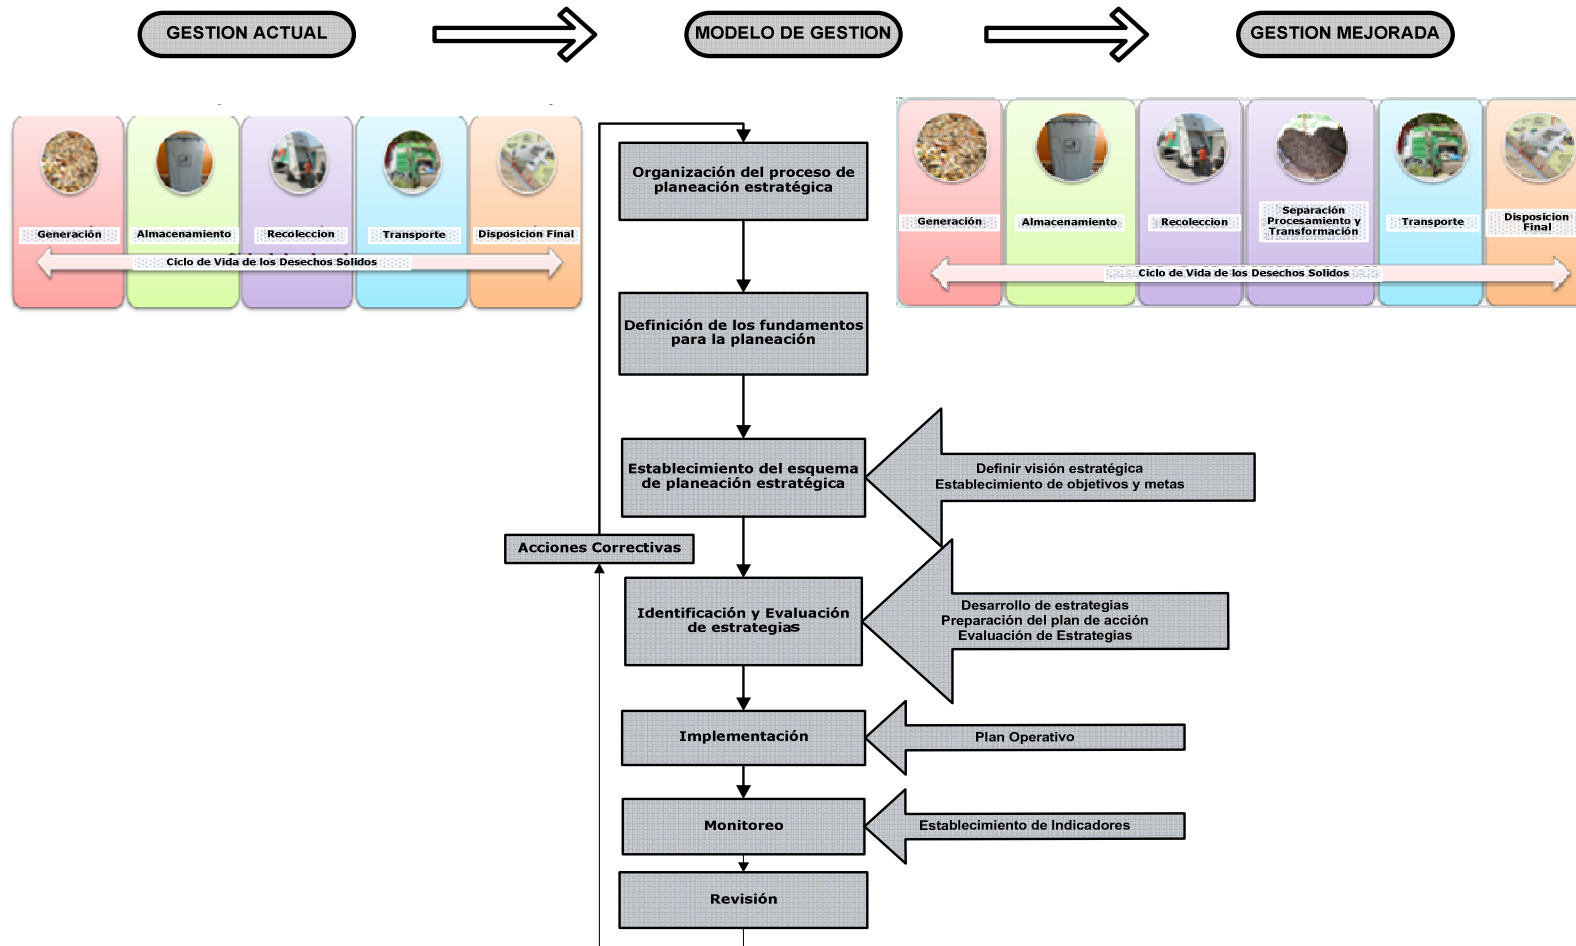 GESTION ACTUAL
MODELO DE GESTION
GESTION MEJORADA
Generación
Almacenamiento
Recoleccion
Transporte
Disposicion Final
Ciclo de Vida de los Desechos Solidos
Generación
Almacenamiento
Recoleccion
Separación
Procesamiento y
Transformación
Transporte
Disposicion
Final
Ciclo de Vida de los Desechos Solidos
Organización del proceso de
planeación estratégica
Definición de los fundamentos
para la planeación
Establecimiento del esquema
de planeación estratégica
Definir visión estratégica
Establecimiento de objetivos y metas
Acciones Correctivas
Identificación y Evaluación
de estrategias
Desarrollo de estrategias
Preparación del plan de acción
Evaluación de Estrategias
Implementación
Plan Operativo
Monitoreo
Establecimiento de Indicadores
Revisión